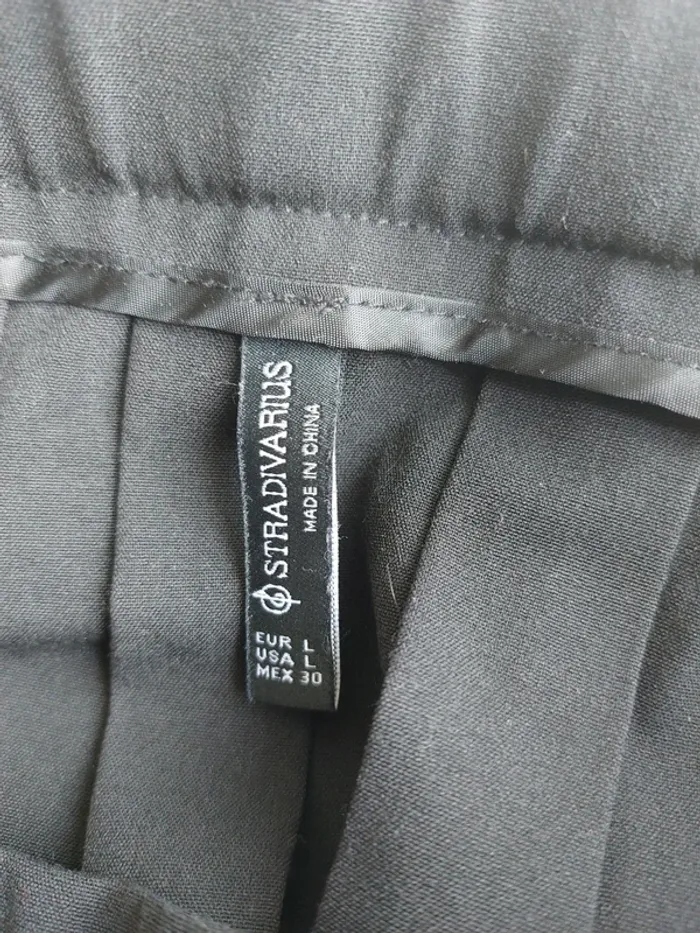 STRADIVARIUS
MADE IN CHINA
EUR L
USA L
MEX 30